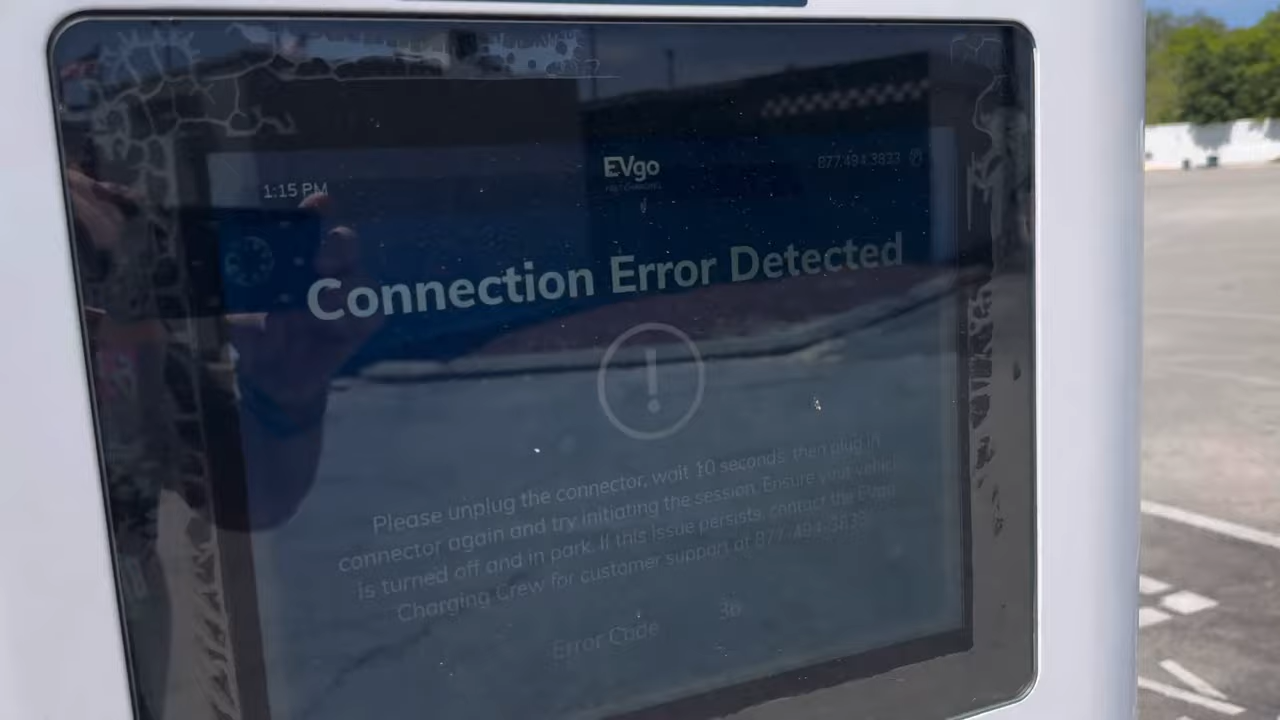 1:15 PM
EVgo
FAST CHARGING
877.494.3833
Connection Error Detected
Please unplug the connector, wait 10 seconds, then plug in
connector again and try initiating the session. Ensure your vehicle
is turned off and in park. If this issue persists, contact the EVgo
Charging Crew for customer support at 877-494-3833
Error Code 36